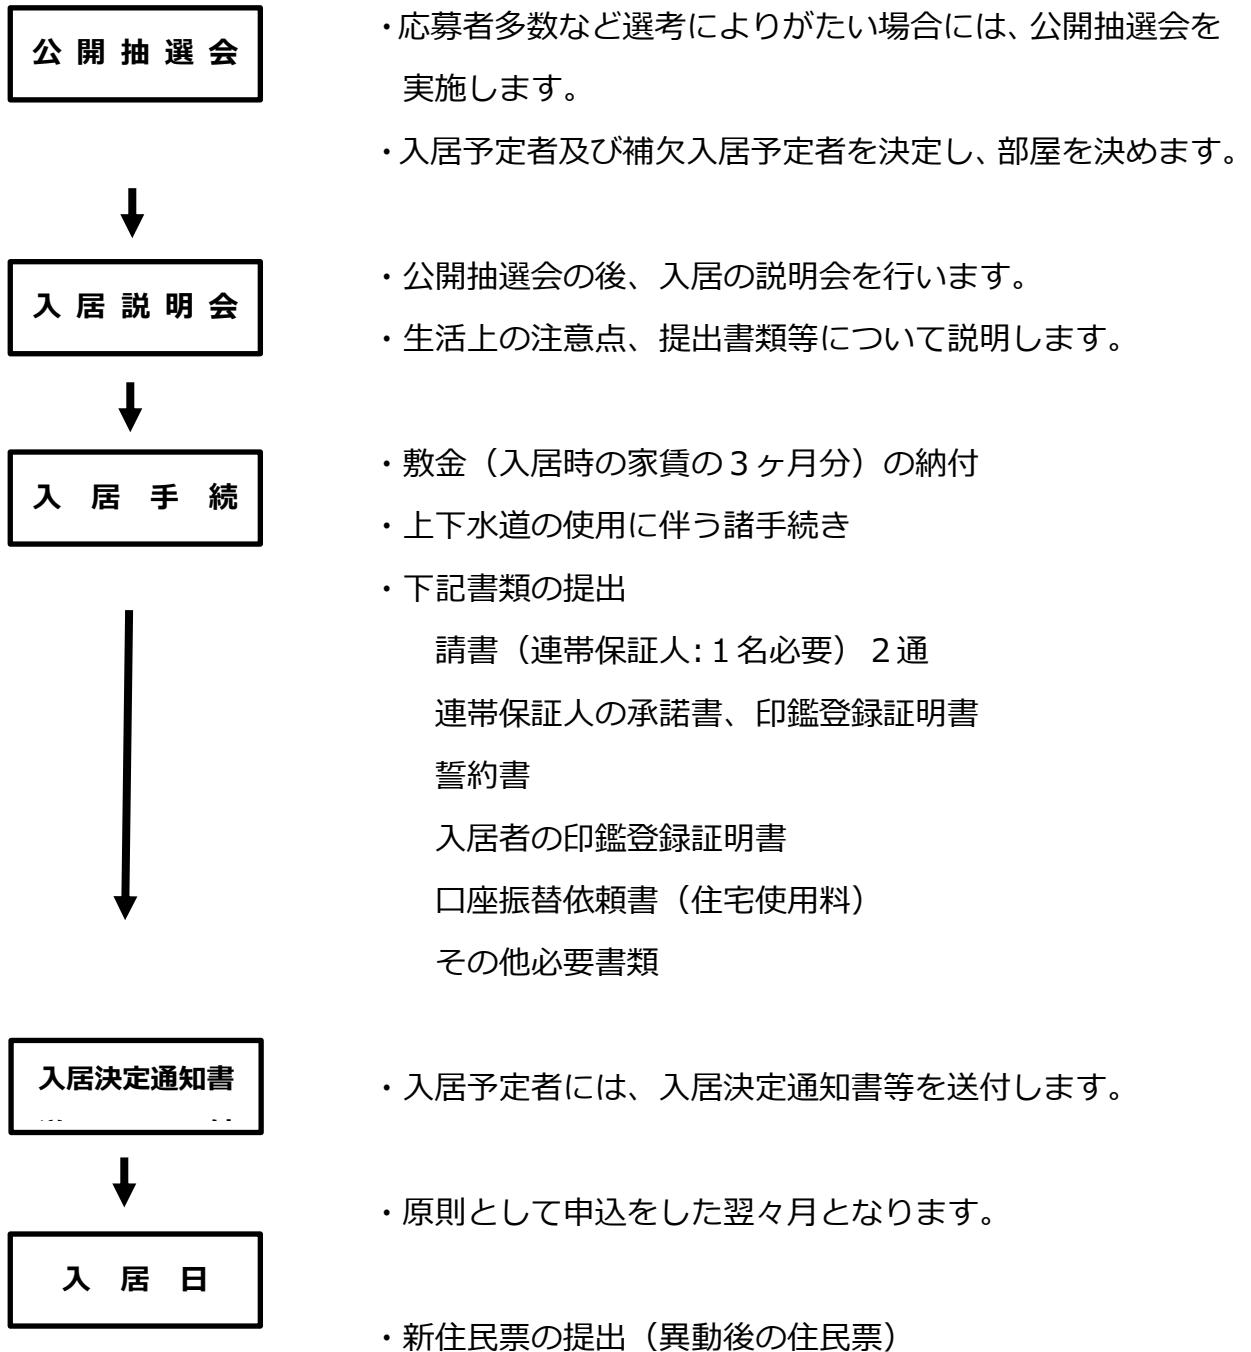 公開抽選会
・応募者多数など選考によりがたい場合には、公開抽選会を
実施します。
・入居予定者及び補欠入居予定者を決定し、部屋を決めます。
入居説明会
・公開抽選会の後、入居の説明会を行います。
・生活上の注意点、提出書類等について説明します。
入居手続
・敷金（入居時の家賃の３ヶ月分）の納付
・上下水道の使用に伴う諸手続き
・下記書類の提出
請書（連帯保証人:１名必要）２通
連帯保証人の承諾書、印鑑登録証明書
誓約書
入居者の印鑑登録証明書
口座振替依頼書（住宅使用料）
その他必要書類
入居決定通知書
・入居予定者には、入居決定通知書等を送付します。
・原則として申込をした翌々月となります。
入居日
・新住民票の提出（異動後の住民票）